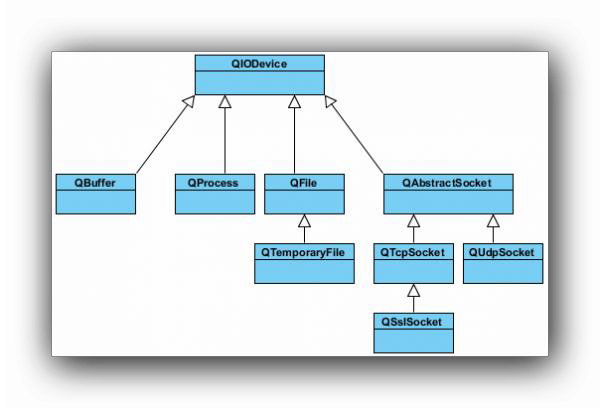 QIODevice
QBuffer
QProcess
QFile
QAbstractSocket
QTemporaryFile
QTcpSocket
QUdpSocket
QSslSocket